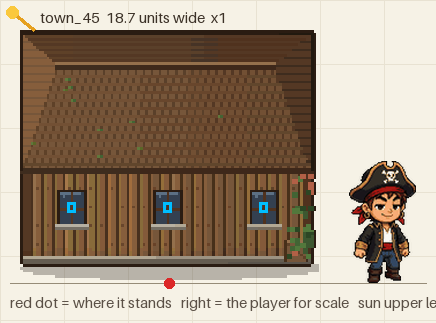 town_45 18.7 units wide x1
red dot = where it stands right = the player for scale sun upper le